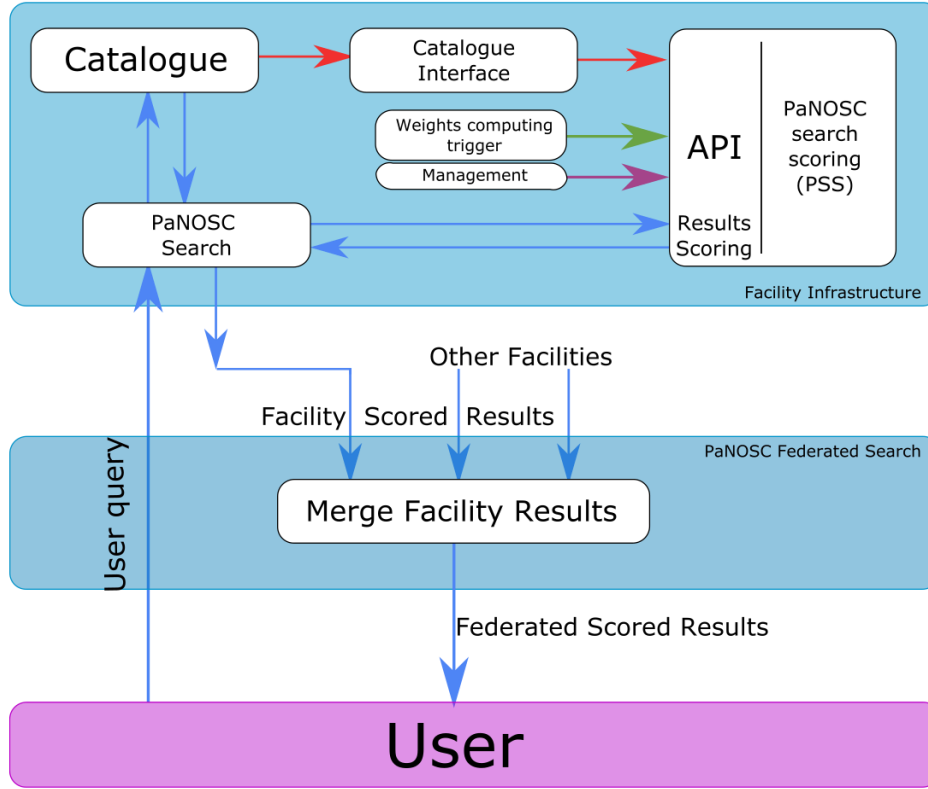 Catalogue
Catalogue
Interface
Weights computing
trigger
Management
API
PaNOSC
search
scoring
(PSS)
PaNOSC
Search
Results
Scoring
Facility Infrastructure
Other Facilities
Facility Scored Results
PaNOSC Federated Search
User query
Merge Facility Results
Federated Scored Results
User